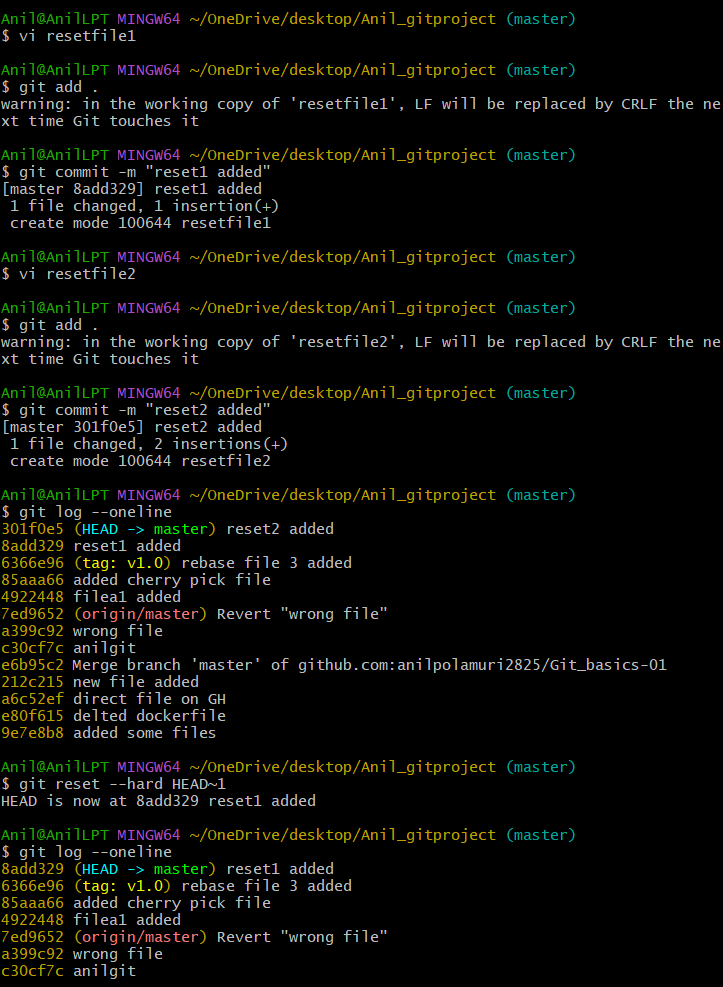 Anil@AnilLPT MINGW64 ~/OneDrive/desktop/Anil_gitproject (master)
$ vi resetfile1
Anil@AnilLPT MINGW64 ~/OneDrive/desktop/Anil_gitproject (master)
$ git add .
warning: in the working copy of 'resetfile1', LF will be replaced by CRLF the ne
xt time Git touches it
Anil@AnilLPT MINGW64 ~/OneDrive/desktop/Anil_gitproject (master)
$ git commit -m "reset1 added"
[master 8add329] reset1 added
 1 file changed, 1 insertion(+)
 create mode 100644 resetfile1
Anil@AnilLPT MINGW64 ~/OneDrive/desktop/Anil_gitproject (master)
$ vi resetfile2
Anil@AnilLPT MINGW64 ~/OneDrive/desktop/Anil_gitproject (master)
$ git add .
warning: in the working copy of 'resetfile2', LF will be replaced by CRLF the ne
xt time Git touches it
Anil@AnilLPT MINGW64 ~/OneDrive/desktop/Anil_gitproject (master)
$ git commit -m "reset2 added"
[master 301f0e5] reset2 added
 1 file changed, 2 insertions(+)
 create mode 100644 resetfile2
Anil@AnilLPT MINGW64 ~/OneDrive/desktop/Anil_gitproject (master)
$ git log --oneline
301f0e5 (HEAD -> master) reset2 added
8add329 reset1 added
6366e96 (tag: v1.0) rebase file 3 added
85aaa66 added cherry pick file
4922448 filea1 added
7ed9652 (origin/master) Revert "wrong file"
a399c92 wrong file
c30cf7c anilgit
e6b95c2 Merge branch 'master' of github.com:anilpolamuri2825/Git_basics-01
212c215 new file added
a6c52ef direct file on GH
e80f615 delted dockerfile
9e7e8b8 added some files
Anil@AnilLPT MINGW64 ~/OneDrive/desktop/Anil_gitproject (master)
$ git reset --hard HEAD~1
HEAD is now at 8add329 reset1 added
Anil@AnilLPT MINGW64 ~/OneDrive/desktop/Anil_gitproject (master)
$ git log --oneline
8add329 (HEAD -> master) reset1 added
6366e96 (tag: v1.0) rebase file 3 added
85aaa66 added cherry pick file
4922448 filea1 added
7ed9652 (origin/master) Revert "wrong file"
a399c92 wrong file
c30cf7c anilgit